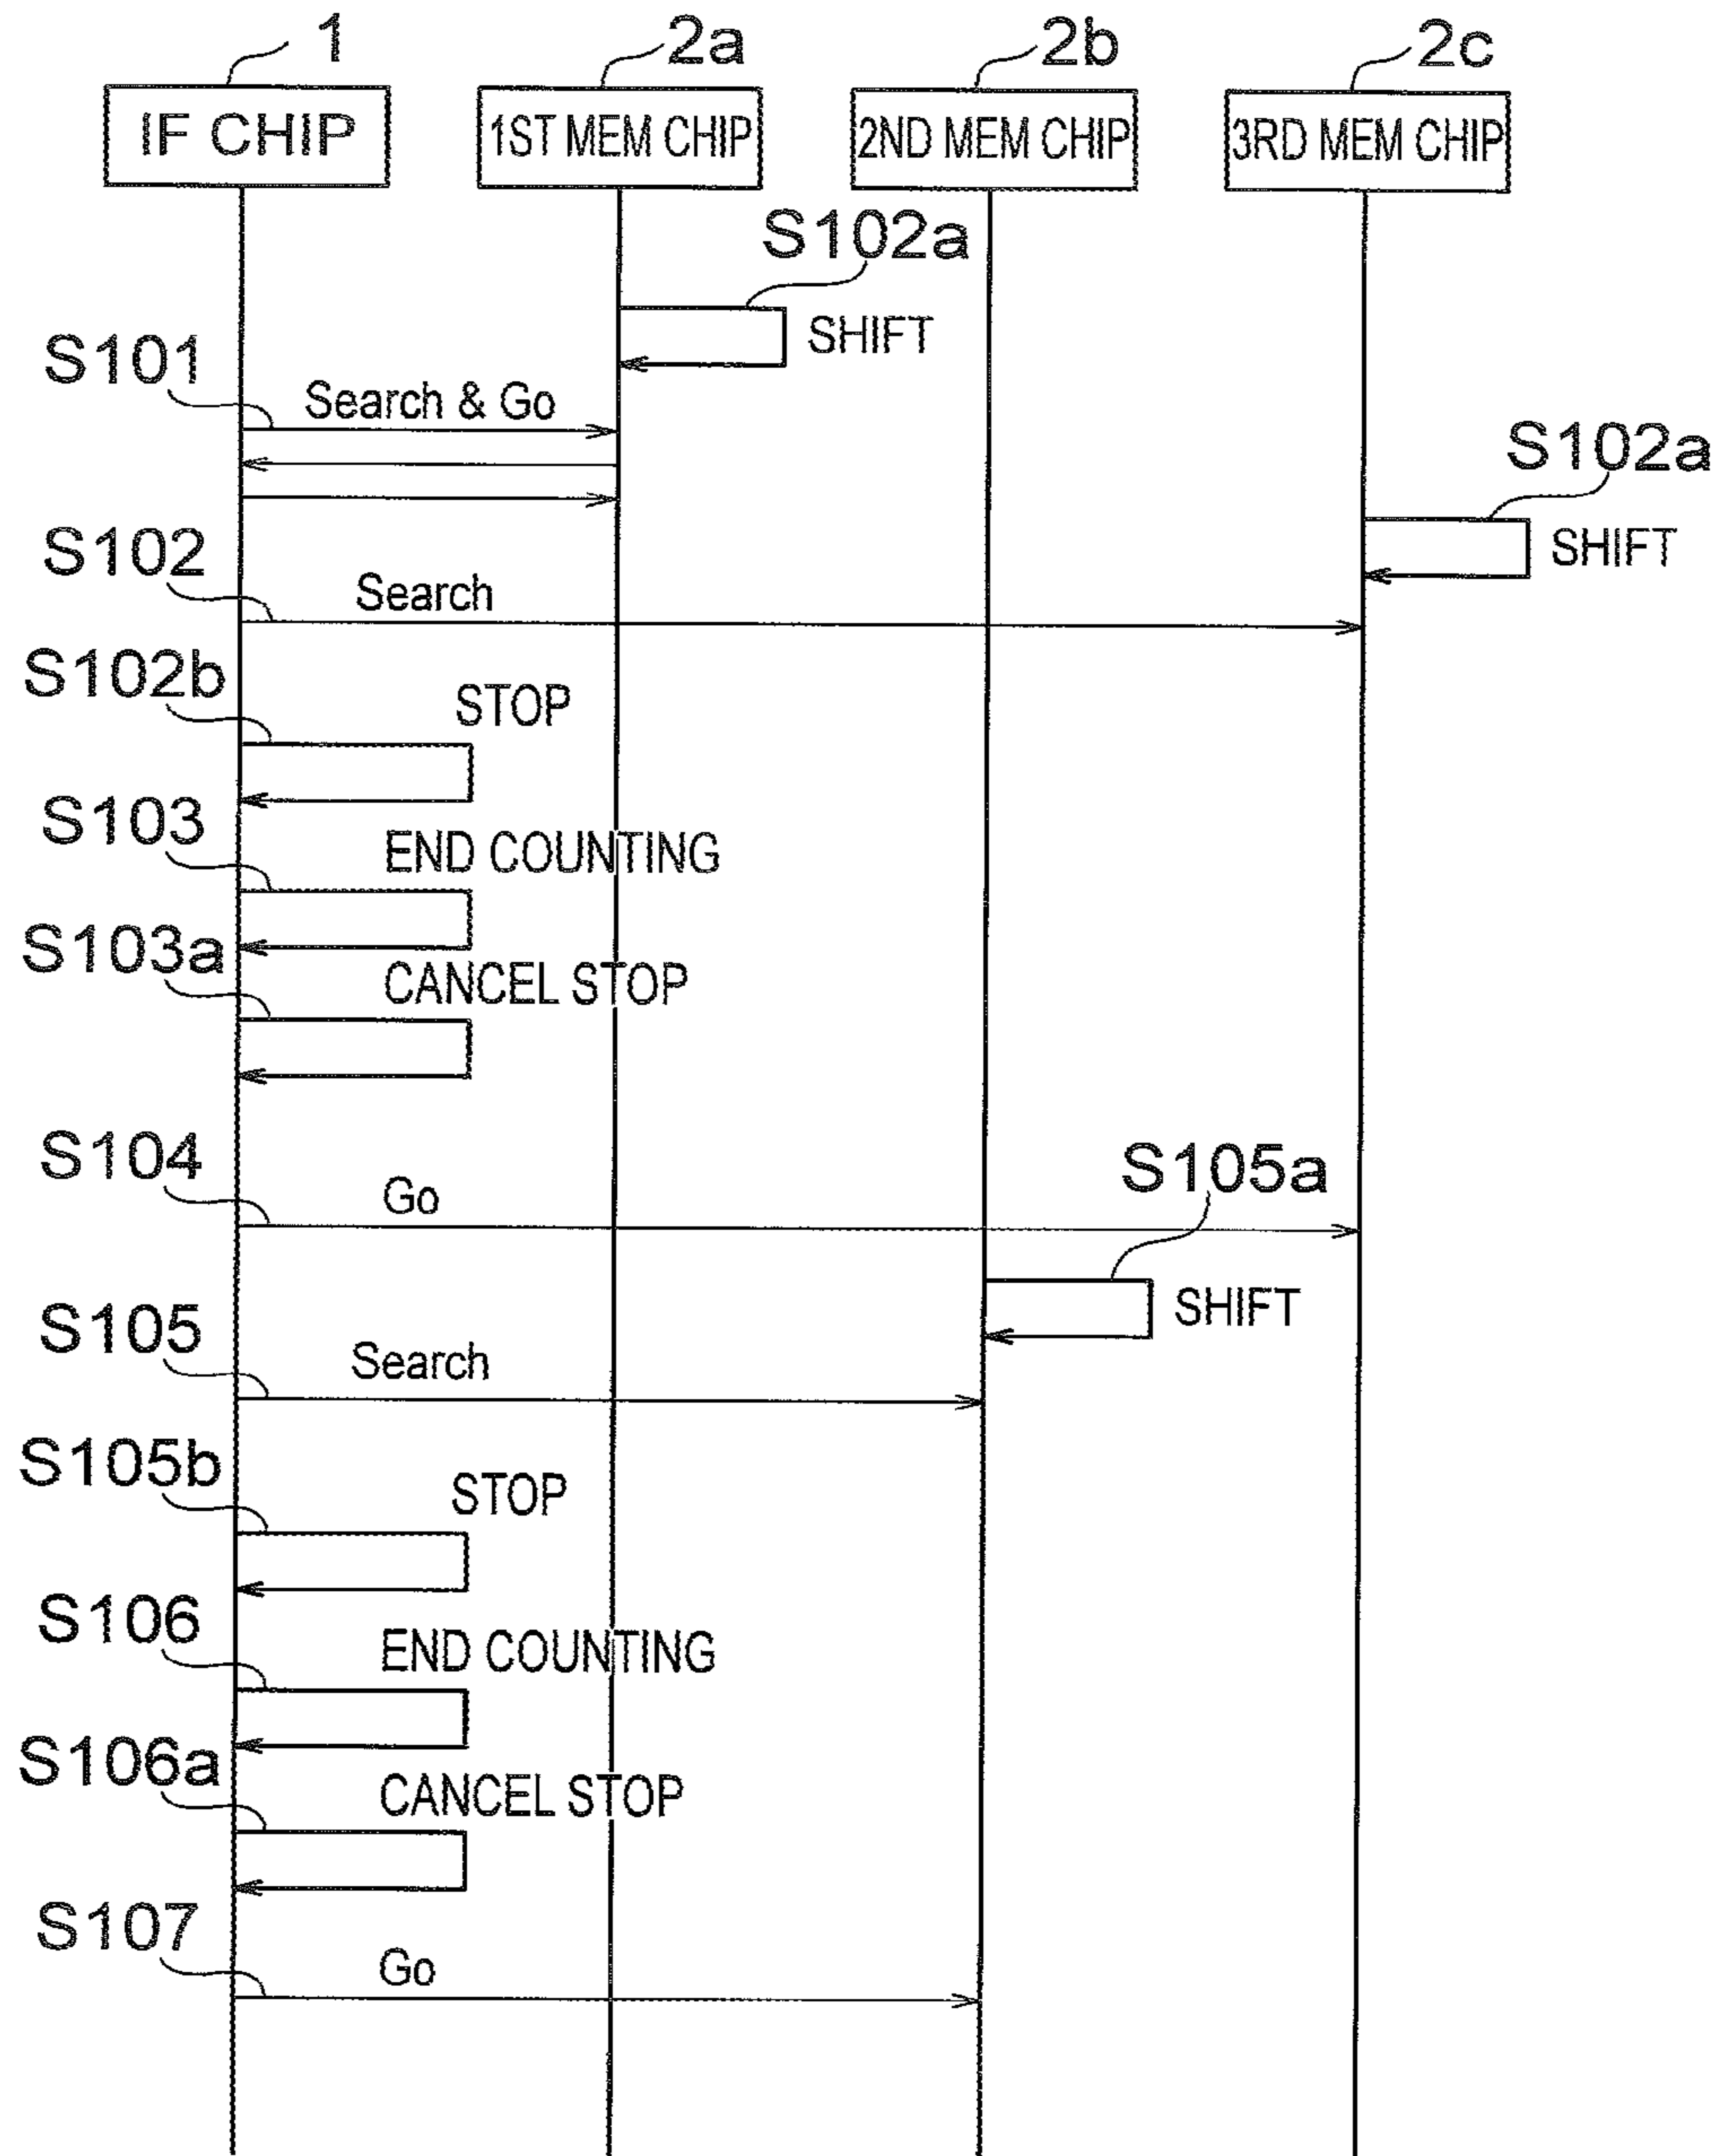 1
2a
2b
2c
IF CHIP
1ST MEM CHIP
2ND MEM CHIP
3RD MEM CHIP
S102a
SHIFT
S101
Search & Go
S102a
SHIFT
S102
Search
S102b
STOP
S103
END COUNTING
S103a
CANCEL STOP
S104
Go
S105a
SHIFT
S105
Search
S105b
STOP
S106
END COUNTING
S106a
CANCEL STOP
S107
Go